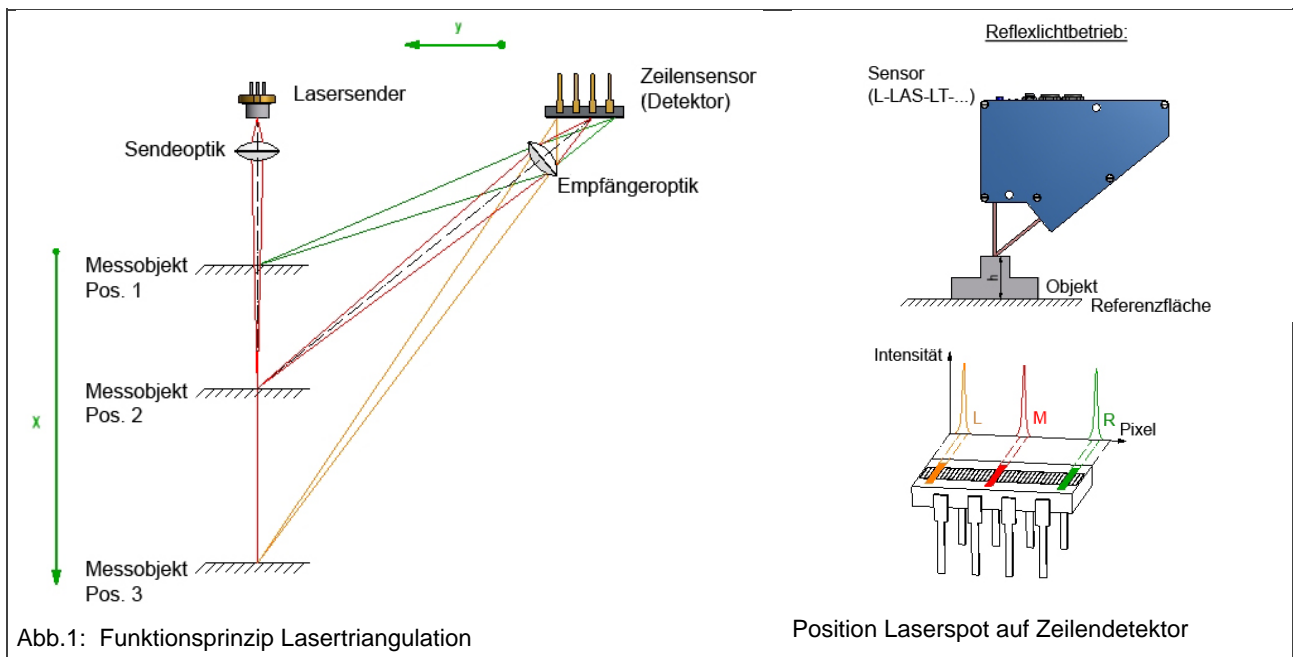 y
Lasersender
Sendeoptik
Zeilensensor
(Detektor)
Empfängeroptik
Messobjekt
Pos. 1
Messobjekt
Pos. 2
X
Messobjekt
Pos. 3
Abb.1: Funktionsprinzip Lasertriangulation
Reflexlichtbetrieb:
Sensor
(L-LAS-LT-...)
h
Objekt
Referenzfläche
Intensität
L
M
R
Pixel
Position Laserspot auf Zeilendetektor